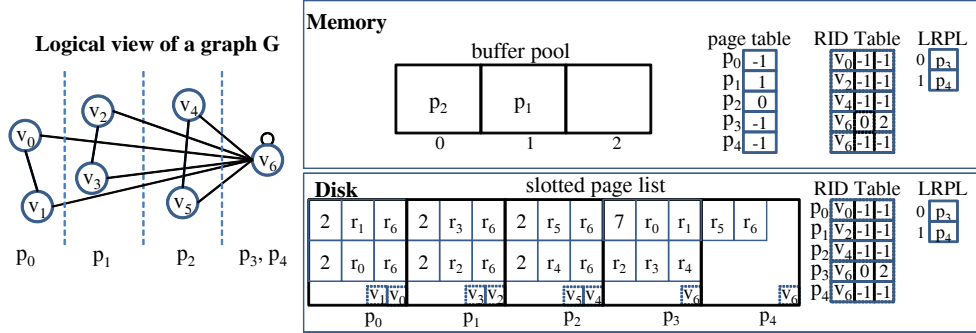 Logical view of a graph G
v0
v1
v2
v3
v4
v5
v6
p0 p1 p2 p3, p4
Memory
buffer pool
p2 p1
0 1 2
page table
p0 -1
p1 1
p2 0
p3 -1
p4 -1
RID Table
v0 -1 -1
v2 -1 -1
v4 -1 -1
v6 0 2
v6 -1 -1
LRPL
0 p3
1 p4
Disk
slotted page list
2 r1 r6 2 r3 r6 2 r5 r6 7 r0 r1 r5 r6
2 r0 r6 2 r2 r6 2 r4 r6 r2 r3 r4
v1 v0 v3 v2 v5 v4 v6 v6
p0 p1 p2 p3 p4
RID Table
p0 v0 -1 -1
p1 v2 -1 -1
p2 v4 -1 -1
p3 v6 0 2
p4 v6 -1 -1
LRPL
0 p3
1 p4